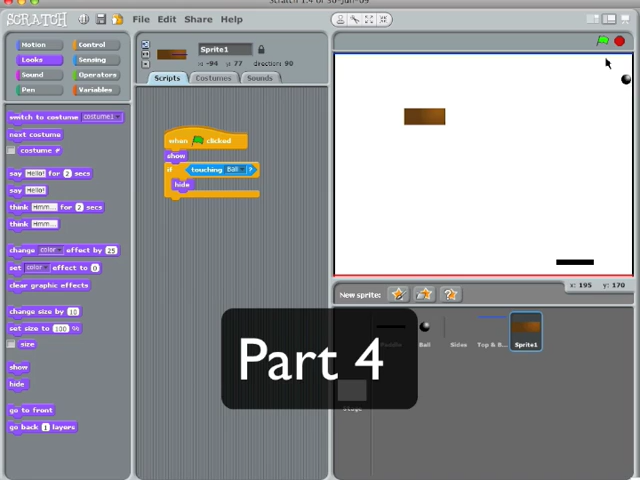 Scratch 1.4 of 30-Jun-09
SCRATCH
File Edit Share Help
Motion
Control
Looks
Sensing
Sound
Operators
Pen
Variables
Sprite1
x: -94 y: 77 direction: 90
Scripts
Costumes
Sounds
switch to costume costume1
next costume
costume #
say Hello! for 2 secs
say Hello!
think Hmm... for 2 secs
think Hmm...
change color effect by 25
set color effect to 0
clear graphic effects
change size by 10
set size to 100 %
size
show
hide
go to front
go back 1 layers
when clicked
show
if touching Ball ?
hide
x: 195 y: 170
New sprite:
Paddle
Ball
Sides
Top & B...
Sprite1
Stage
Part 4